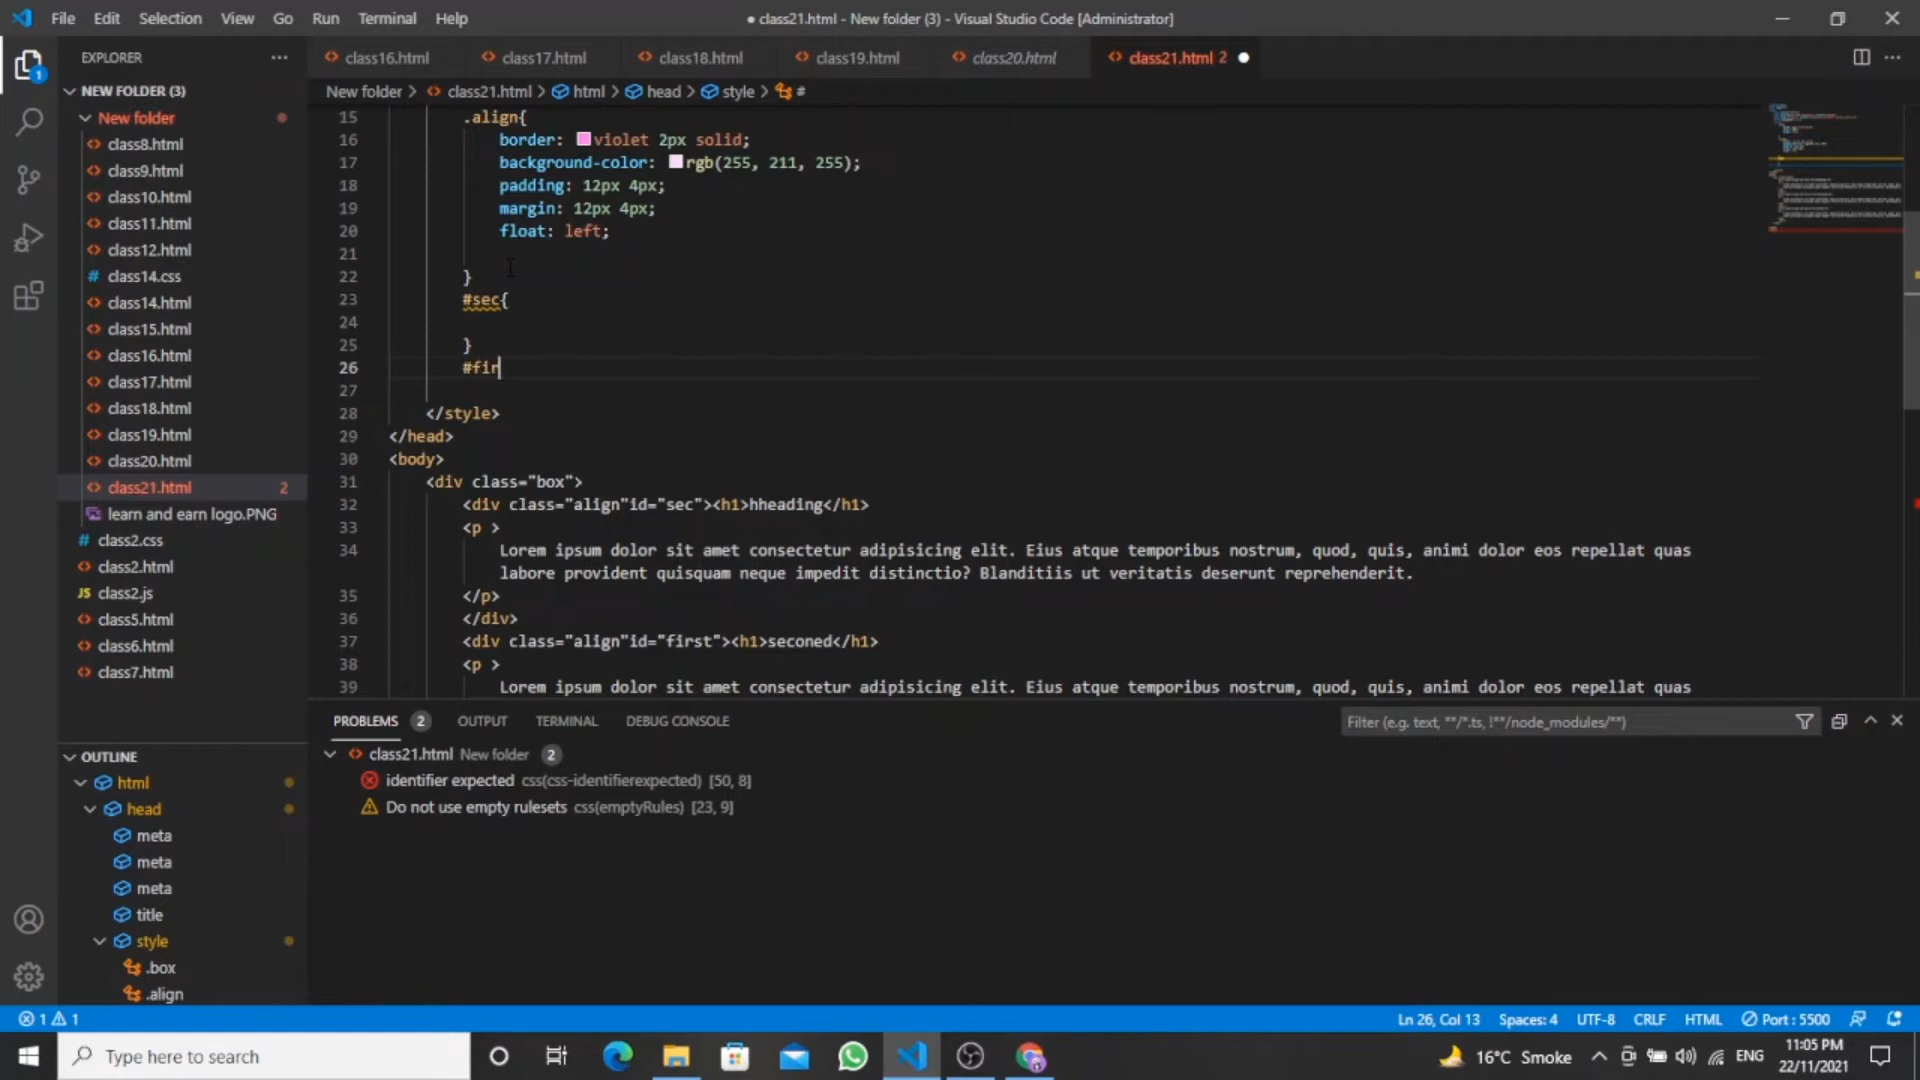 File Edit Selection View Go Run Terminal Help
● class21.html - New folder (3) - Visual Studio Code [Administrator]
EXPLORER
class16.html class17.html class18.html class19.html class20.html class21.html 2
NEW FOLDER (3)
New folder > class21.html > html > head > style > #
New folder
class8.html
class9.html
class10.html
class11.html
class12.html
class14.css
class14.html
class15.html
class16.html
class17.html
class18.html
class19.html
class20.html
class21.html 2
learn and earn logo.PNG
class2.css
class2.html
JS class2.js
class5.html
class6.html
class7.html
15 .align{
16 border: violet 2px solid;
17 background-color: rgb(255, 211, 255);
18 padding: 12px 4px;
19 margin: 12px 4px;
20 float: left;
21
22 }
23 #sec{
24
25 }
26 #fir
27
28 </style>
29 </head>
30 <body>
31 <div class="box">
32 <div class="align"id="sec"><h1>hheading</h1>
33 <p >
34 Lorem ipsum dolor sit amet consectetur adipisicing elit. Eius atque temporibus nostrum, quod, quis, animi dolor eos repellat quas
labore provident quisquam neque impedit distinctio? Blanditiis ut veritatis deserunt reprehenderit.
35 </p>
36 </div>
37 <div class="align"id="first"><h1>seconed</h1>
38 <p >
39 Lorem ipsum dolor sit amet consectetur adipisicing elit. Eius atque temporibus nostrum, quod, quis, animi dolor eos repellat quas
PROBLEMS 2 OUTPUT TERMINAL DEBUG CONSOLE
Filter (e.g. text, **/*.ts, !**/node_modules/**)
class21.html New folder 2
identifier expected css(css-identifierexpected) [50, 8]
Do not use empty rulesets css(emptyRules) [23, 9]
OUTLINE
html
head
meta
meta
meta
title
style
.box
.align
1 1
Ln 26, Col 13 Spaces: 4 UTF-8 CRLF HTML Port : 5500
Type here to search
16°C Smoke
ENG
11:05 PM
22/11/2021